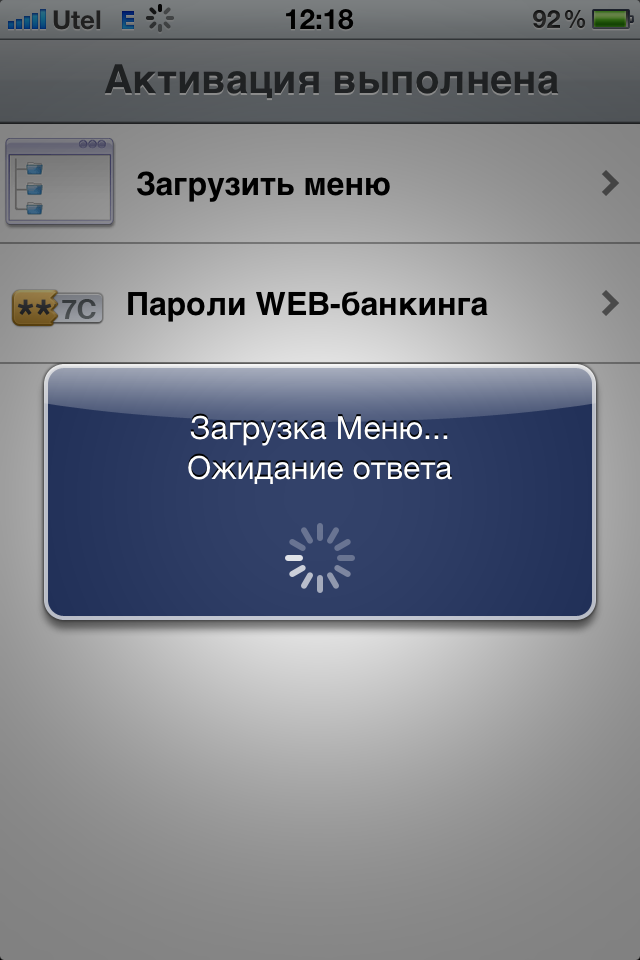 Utel E 12:18 92%
Активация выполнена
Загрузить меню
**7C Пароли WEB-банкинга
Загрузка Меню...
Ожидание ответа